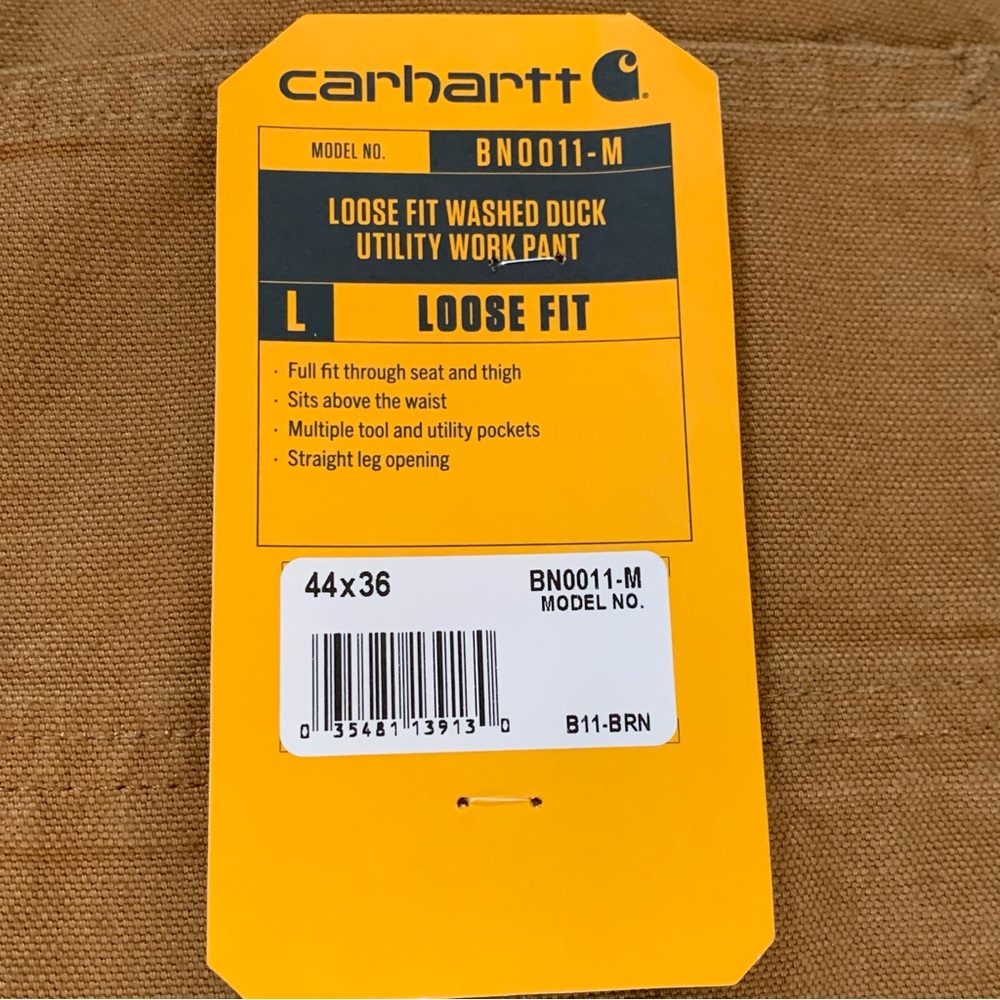 carhartt
MODEL NO. BN0011-M
LOOSE FIT WASHED DUCK
UTILITY WORK PANT
L LOOSE FIT
· Full fit through seat and thigh
· Sits above the waist
· Multiple tool and utility pockets
· Straight leg opening
44x36 BN0011-M
MODEL NO.
0 35481 13913 0 B11-BRN